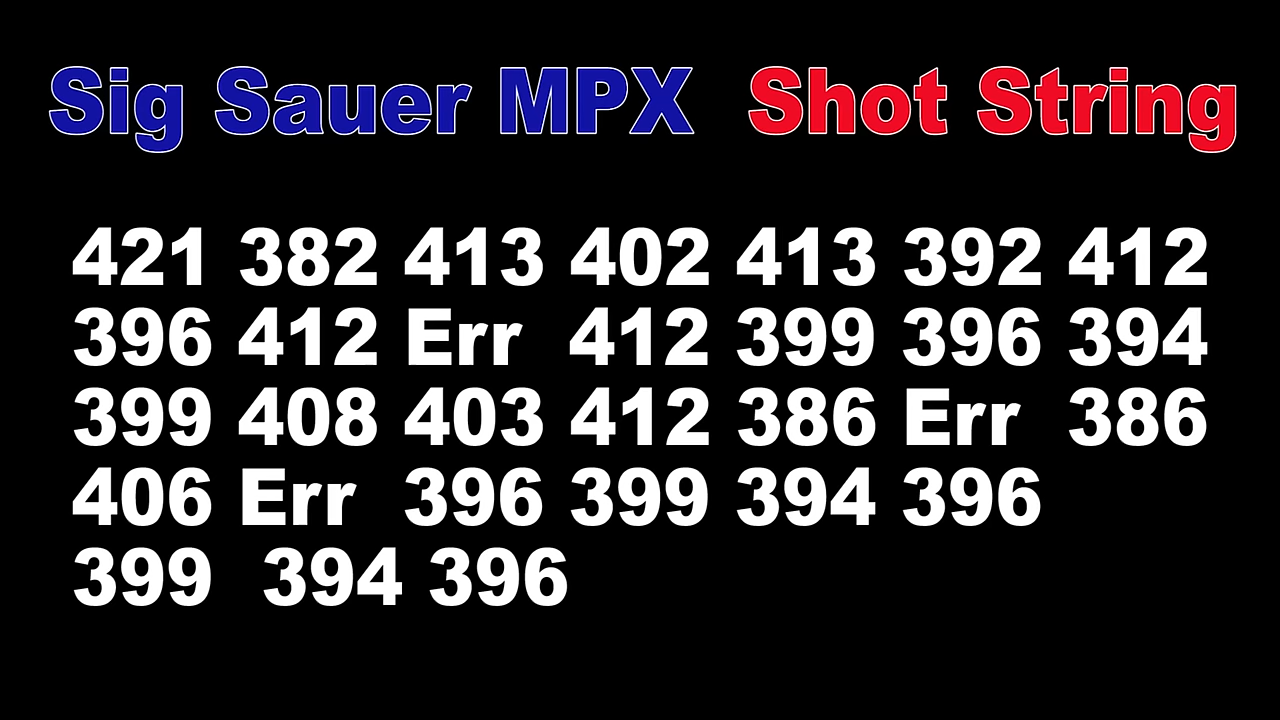 Sig Sauer MPX Shot String
421 382 413 402 413 392 412
396 412 Err 412 399 396 394
399 408 403 412 386 Err 386
406 Err 396 399 394 396
399 394 396